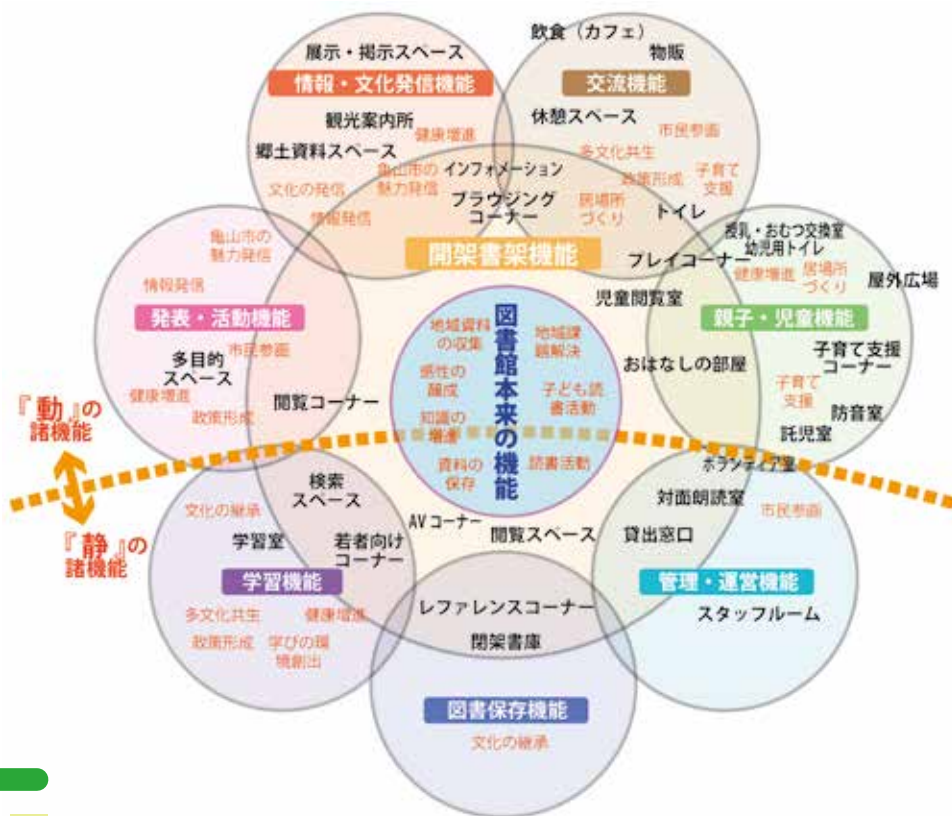 飲食（カフェ）
物販
展示・掲示スペース
情報・文化発信機能
交流機能
観光案内所
健康増進
休憩スペース
市民参画
郷土資料スペース
多文化共生
インフォメーション
亀山市の
魅力発信
政策形成
子育て
支援
文化の発信
ブラウジング
コーナー
居場所
づくり
トイレ
情報発信
開架書架機能
プレイコーナー
授乳・おむつ交換室
幼児用トイレ
健康増進
居場所
づくり
屋外広場
亀山市の
魅力発信
情報発信
児童閲覧室
発表・活動機能
親子・児童機能
図書館本来の機能
地域資料
の収集
地域課
題解決
感性の
醸成
子ども読
書活動
知識の
増進
資料の
保存
読書活動
市民参画
多目的
スペース
健康増進
政策形成
閲覧コーナー
おはなしの部屋
子育て支援
コーナー
子育て
支援
防音室
託児室
『動』の
諸機能
『静』の
諸機能
ボランティア室
検索
スペース
対面朗読室
市民参画
文化の継承
AVコーナー
閲覧スペース
貸出窓口
学習室
若者向け
コーナー
学習機能
管理・運営機能
多文化共生
健康増進
レファレンスコーナー
スタッフルーム
政策形成
学びの環
境創出
閉架書庫
図書保存機能
文化の継承